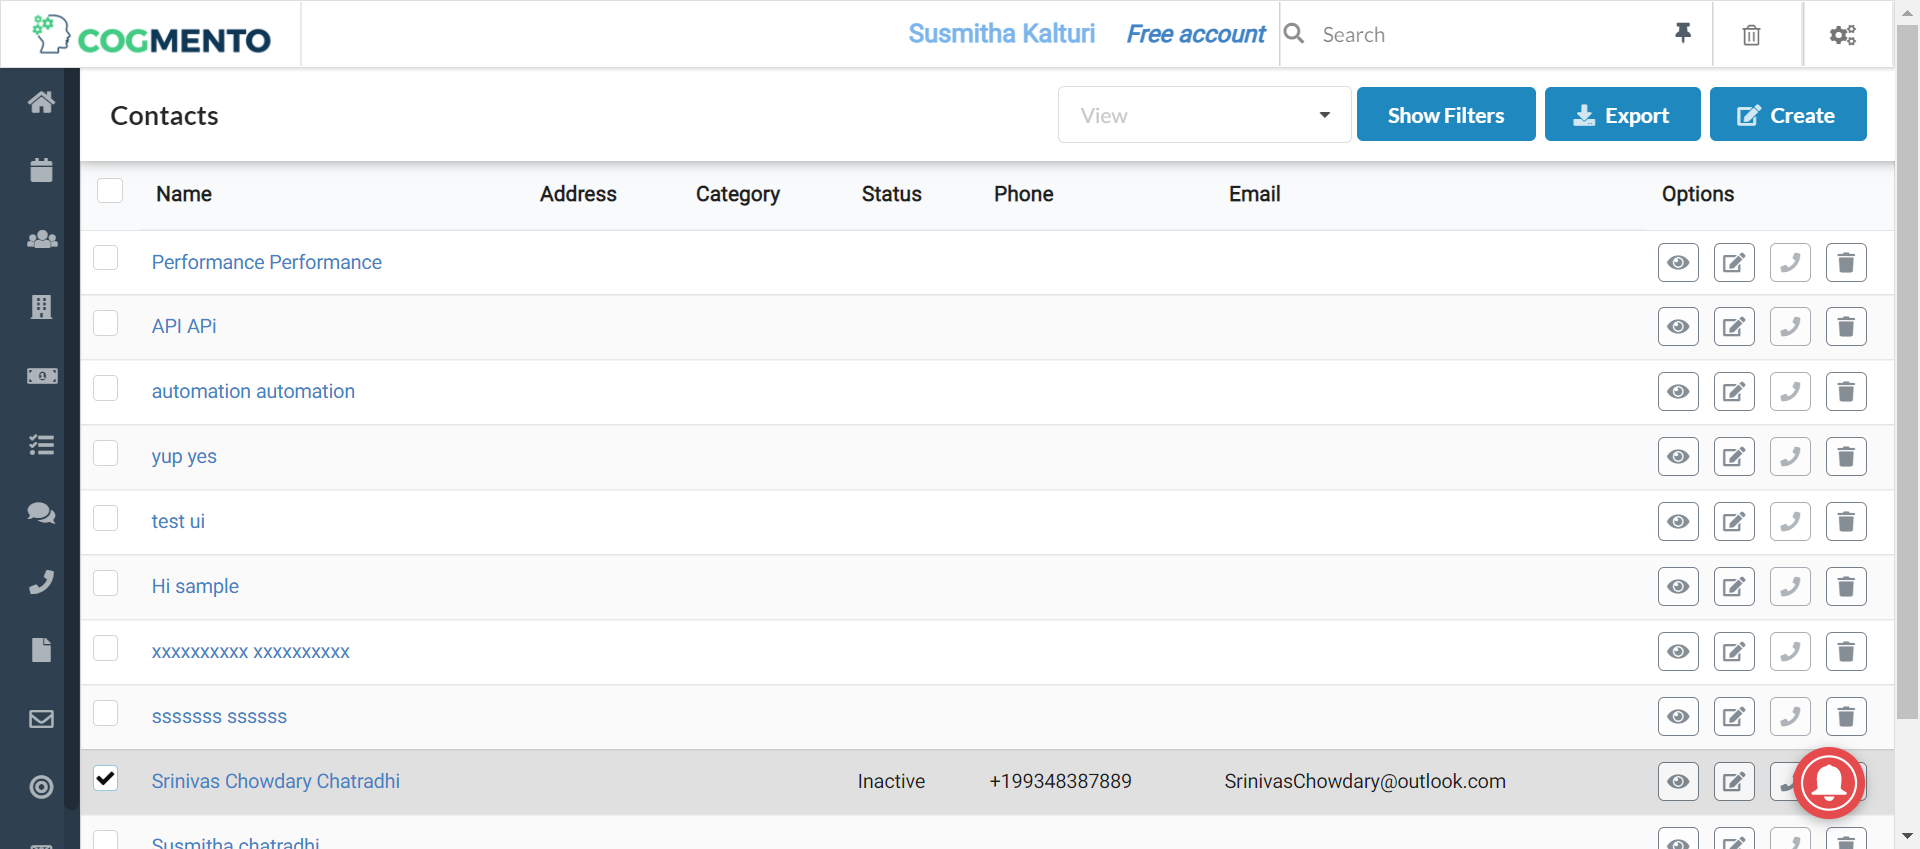 COGMENTO
Susmitha Kalturi Free account Search
Contacts View Show Filters Export Create
Name Address Category Status Phone Email Options
Performance Performance
API APi
automation automation
yup yes
test ui
Hi sample
xxxxxxxxxx xxxxxxxxxx
sssssss ssssss
Srinivas Chowdary Chatradhi Inactive +199348387889 SrinivasChowdary@outlook.com
Susmitha chatradhi